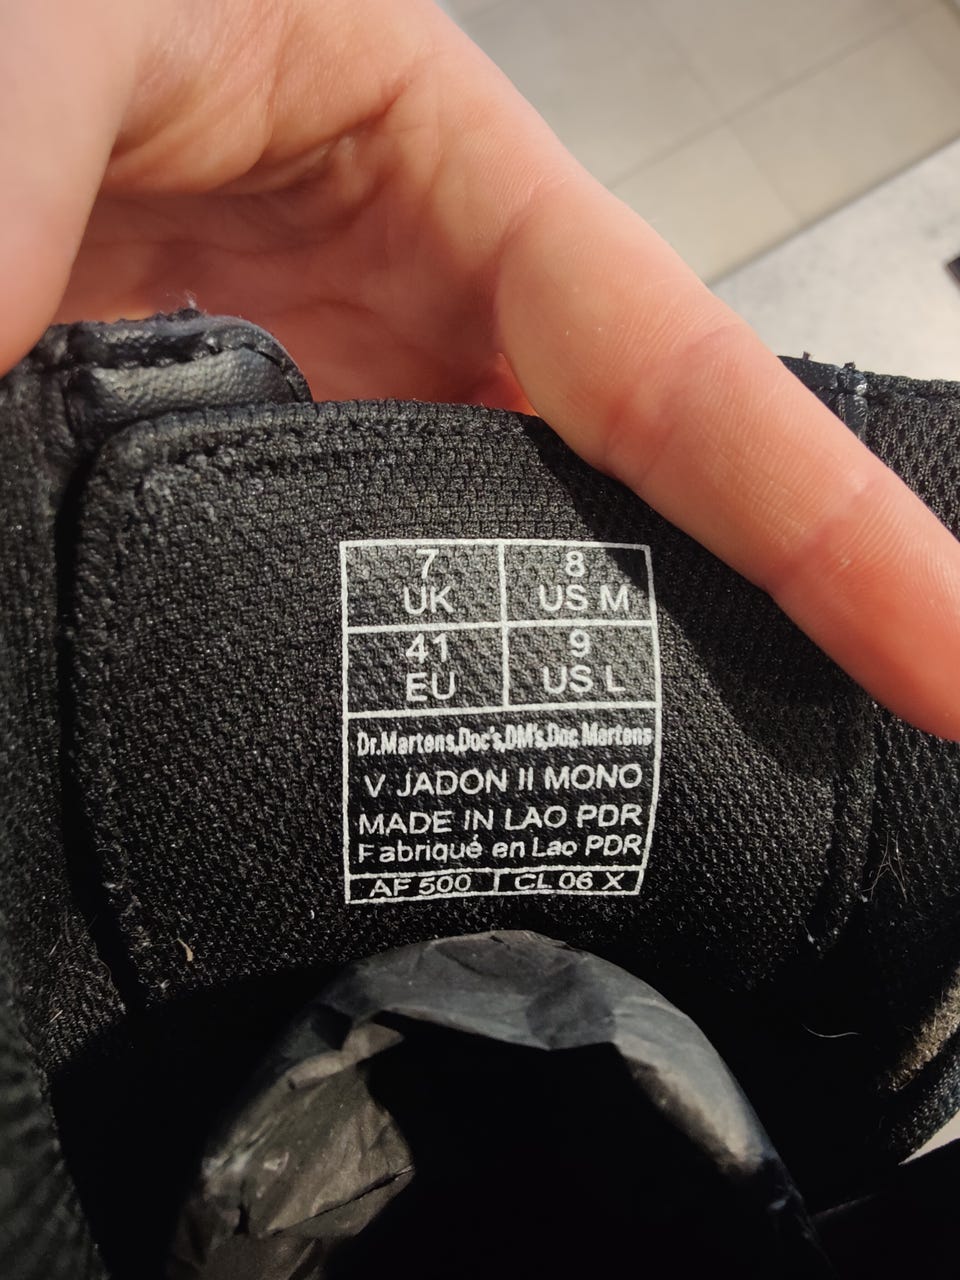 7 8
UK US M
41 9
EU US L
Dr.Martens,Doc's,DM's,Doc Martens
V JADON II MONO
MADE IN LAO PDR
Fabriqué en Lao PDR
AF 500 CL 06 X